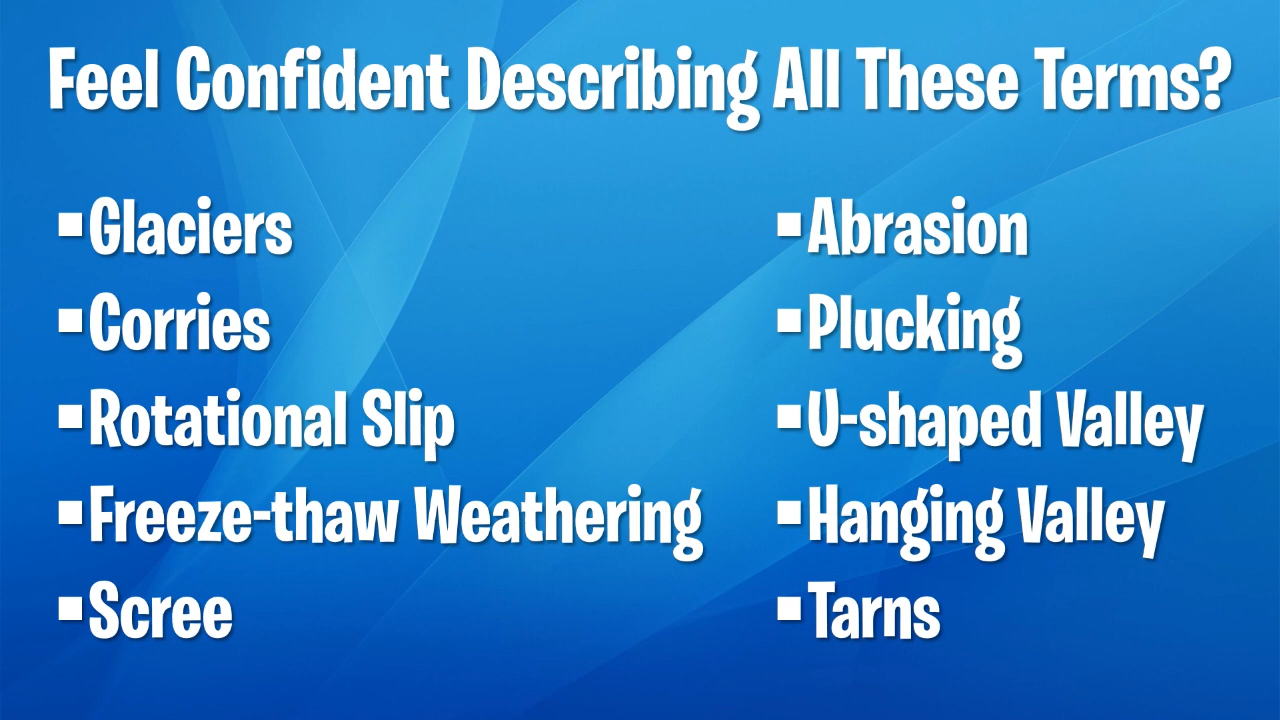 Feel Confident Describing All These Terms?
▪Glaciers
▪Corries
▪Rotational Slip
▪Freeze-thaw Weathering
▪Scree
▪Abrasion
▪Plucking
▪U-shaped Valley
▪Hanging Valley
▪Tarns